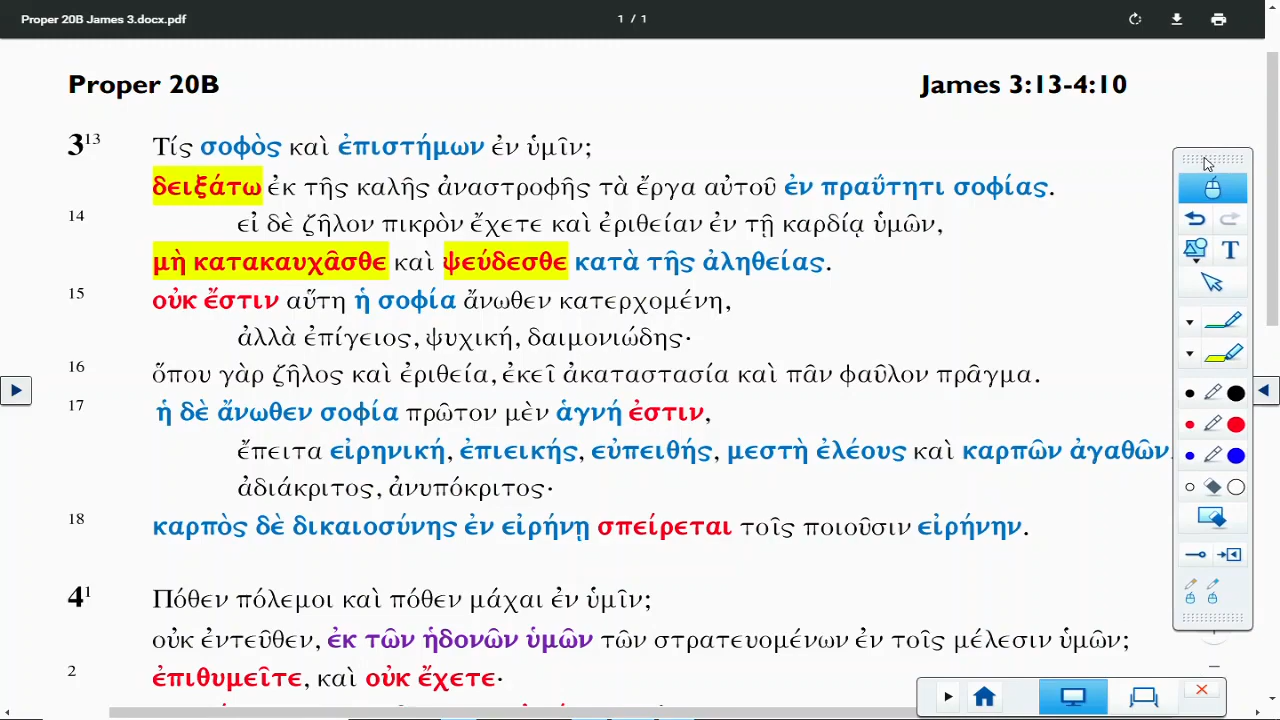 Proper 20B James 3.docx.pdf
1 / 1
Proper 20B James 3:13-4:10
3 13 Τίς σοφὸς καὶ ἐπιστήμων ἐν ὑμῖν;
δειξάτω ἐκ τῆς καλῆς ἀναστροφῆς τὰ ἔργα αὐτοῦ ἐν πραΰτητι σοφίας.
14 εἰ δὲ ζῆλον πικρὸν ἔχετε καὶ ἐριθείαν ἐν τῇ καρδίᾳ ὑμῶν,
μὴ κατακαυχᾶσθε καὶ ψεύδεσθε κατὰ τῆς ἀληθείας.
15 οὐκ ἔστιν αὕτη ἡ σοφία ἄνωθεν κατερχομένη,
ἀλλὰ ἐπίγειος, ψυχική, δαιμονιώδης·
16 ὅπου γὰρ ζῆλος καὶ ἐριθεία, ἐκεῖ ἀκαταστασία καὶ πᾶν φαῦλον πρᾶγμα.
17 ἡ δὲ ἄνωθεν σοφία πρῶτον μὲν ἁγνή ἐστιν,
ἔπειτα εἰρηνική, ἐπιεικής, εὐπειθής, μεστὴ ἐλέους καὶ καρπῶν ἀγαθῶν
ἀδιάκριτος, ἀνυπόκριτος·
18 καρπὸς δὲ δικαιοσύνης ἐν εἰρήνῃ σπείρεται τοῖς ποιοῦσιν εἰρήνην.
4 1 Πόθεν πόλεμοι καὶ πόθεν μάχαι ἐν ὑμῖν;
οὐκ ἐντεῦθεν, ἐκ τῶν ἡδονῶν ὑμῶν τῶν στρατευομένων ἐν τοῖς μέλεσιν ὑμῶν;
2 ἐπιθυμεῖτε, καὶ οὐκ ἔχετε·
T